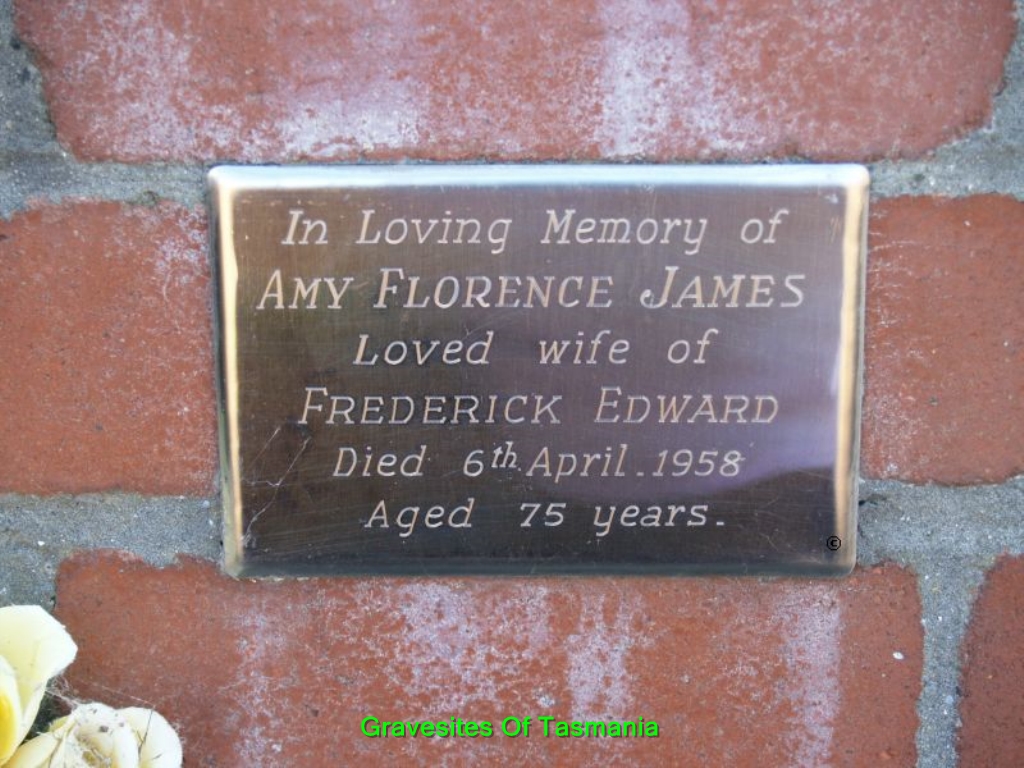 In Loving Memory of
AMY FLORENCE JAMES
Loved wife of
FREDERICK EDWARD
Died 6th April. 1958
Aged 75 years.
©
Gravesites Of Tasmania